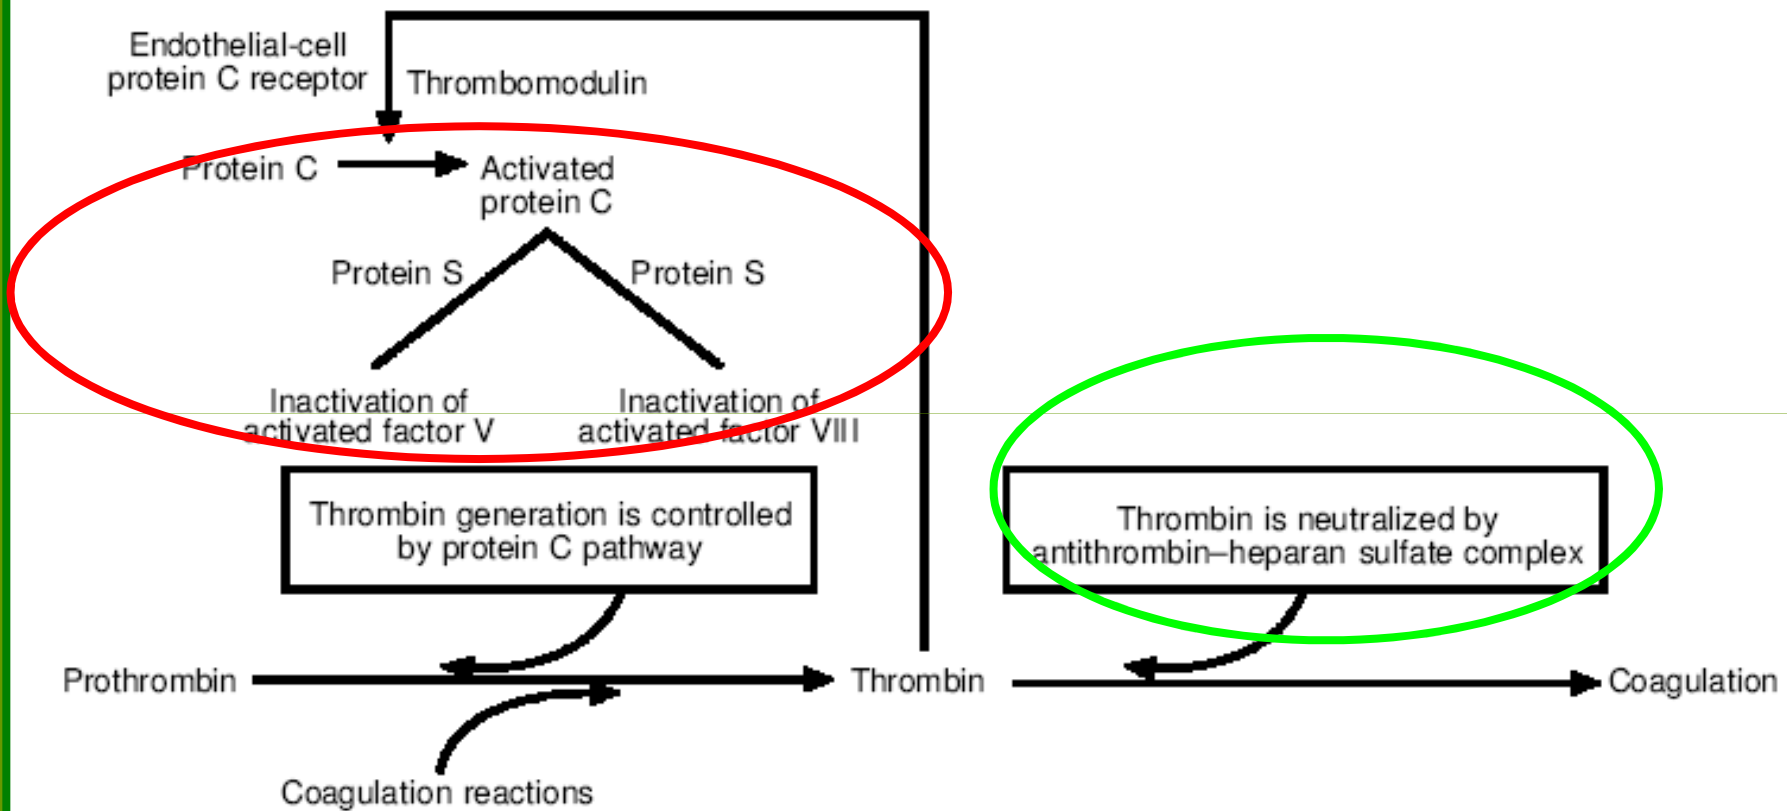 Endothelial-cell
protein C receptor
Thrombomodulin
Protein C
Activated
protein C
Protein S
Protein S
Inactivation of
activated factor V
Inactivation of
activated factor VIII
Thrombin generation is controlled
by protein C pathway
Thrombin is neutralized by
antithrombin–heparan sulfate complex
Prothrombin
Thrombin
Coagulation
Coagulation reactions